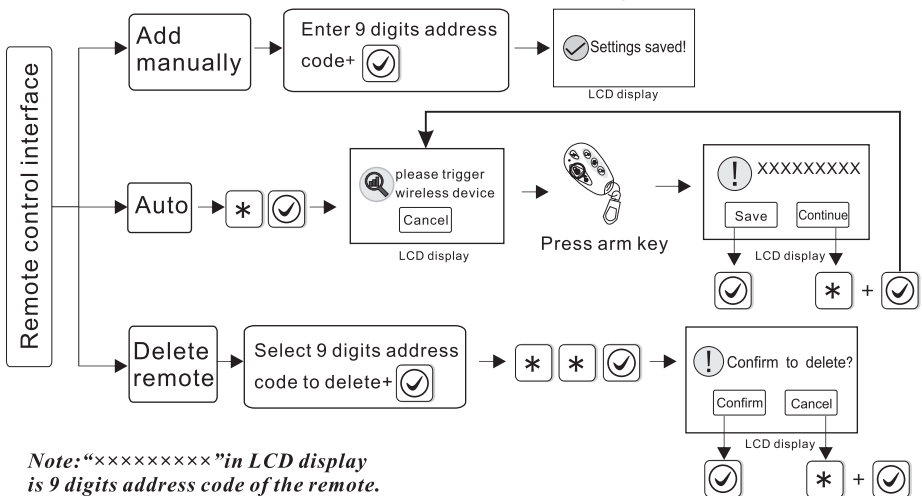 Remote control interface
Add
manually
Enter 9 digits address
code+
Settings saved!
LCD display
Auto
*
please trigger
wireless device
Cancel
LCD display
Press arm key
! XXXXXXXXX
Save Continue
LCD display
* +
Delete
remote
Select 9 digits address
code to delete+
* *
! Confirm to delete?
Confirm Cancel
LCD display
* +
Note:“×××××××××”in LCD display
is 9 digits address code of the remote.